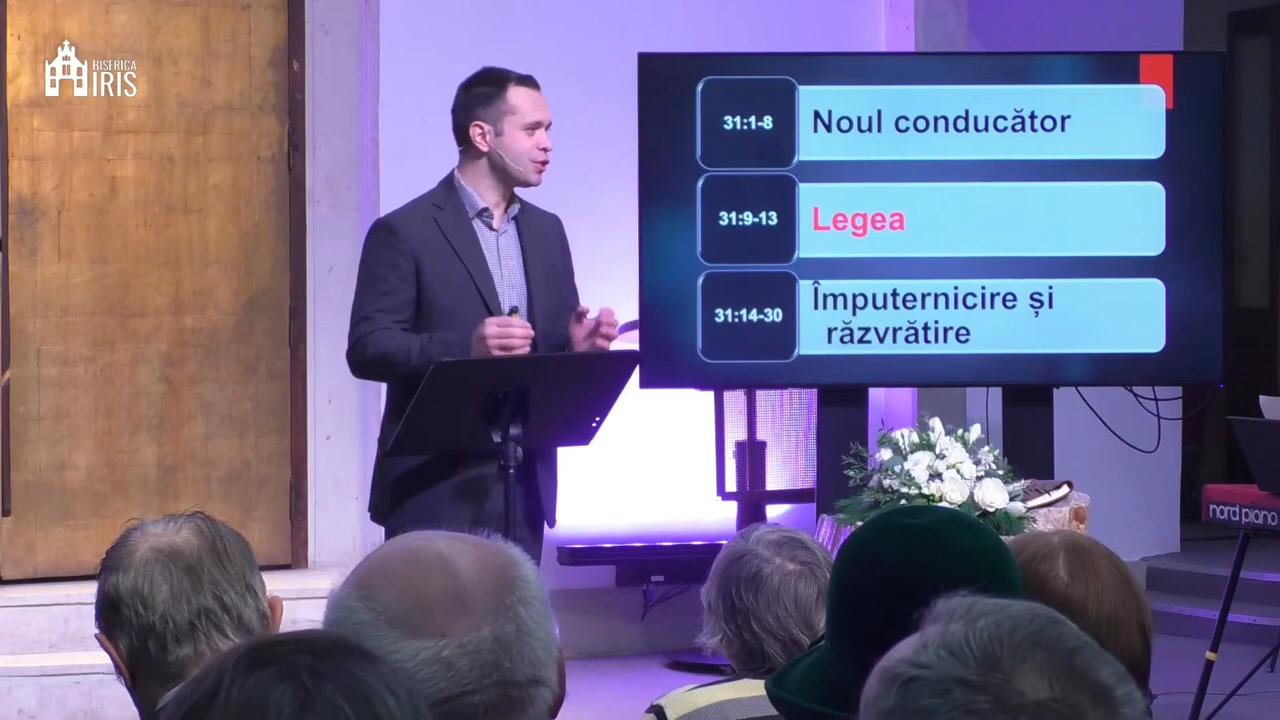 BISERICA
IRIS
31:1-8
Noul conducător
31:9-13
Legea
31:14-30
Împuternicire și
răzvrătire
nord piano